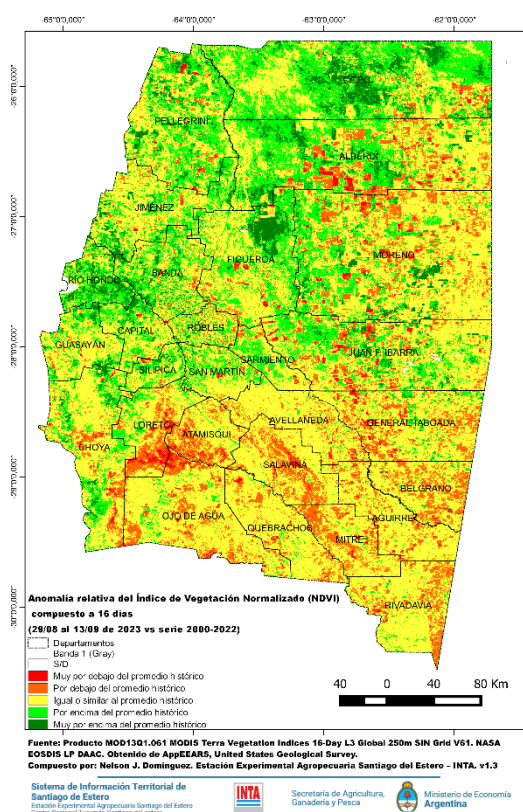 -65°0'0,000" -64°0'0,000" -63°0'0,000" -62°0'0,000"
-26°0'0,000"
-27°0'0,000"
-28°0'0,000"
-29°0'0,000"
-30°0'0,000"
COPO
PELLEGRINI
ALBERDI
JIMENEZ
MORENO
FIGUEROA
BANDA
RIO HONDO
ROBLES
CAPITAL
GUASAYAN
JUAN F. IBARRA
SARMIENTO
SILIPICA
SAN MARTIN
AVELLANEDA
LORETO
GENERAL TABOADA
ATAMISQUI
CHOYA
SALAVINA
BELGRANO
OJO DE AGUA
AGUIRRE
QUEBRACHOS
MITRE
RIVADAVIA
Anomalía relativa del Índice de Vegetación Normalizado (NDVI)
compuesto a 16 dias
(29/08 al 13/09 de 2023 vs serie 2000-2022)
Departamentos
Banda 1 (Gray)
S/D
Muy por debajo del promedio histórico
Por debajo del promedio histórico
Igual o similar al promedio histórico
Por encima del promedio histórico
Muy por encima del promedio histórico
40 0 40 80 Km
Fuente: Producto MOD13Q1.061 MODIS Terra Vegetation Indices 16-Day L3 Global 250m SIN Grid V61. NASA
EOSDIS LP DAAC. Obtenido de AppEEARS, United States Geological Survey.
Compuesto por: Nelson J. Dominguez. Estación Experimental Agropecuaria Santiago del Estero – INTA. v1.3
Sistema de Información Territorial de
Santiago de Estero
Estación Experimental Agropecuaria Santiago del Estero
INTA
Secretaría de Agricultura,
Ganadería y Pesca
Ministerio de Economía
Argentina